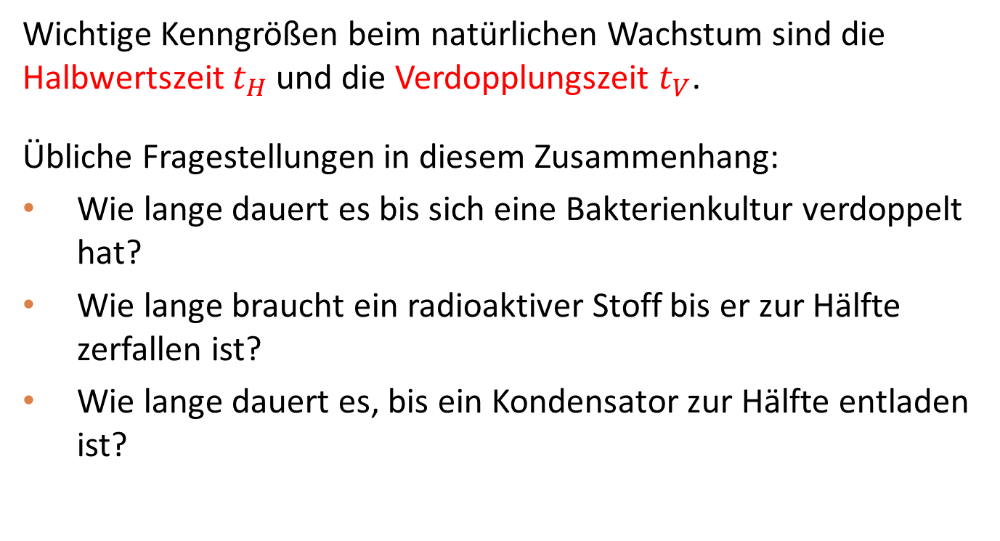 Wichtige Kenngrößen beim natürlichen Wachstum sind die
Halbwertszeit t_H und die Verdopplungszeit t_V.
Übliche Fragestellungen in diesem Zusammenhang:
• Wie lange dauert es bis sich eine Bakterienkultur verdoppelt
hat?
• Wie lange braucht ein radioaktiver Stoff bis er zur Hälfte
zerfallen ist?
• Wie lange dauert es, bis ein Kondensator zur Hälfte entladen
ist?